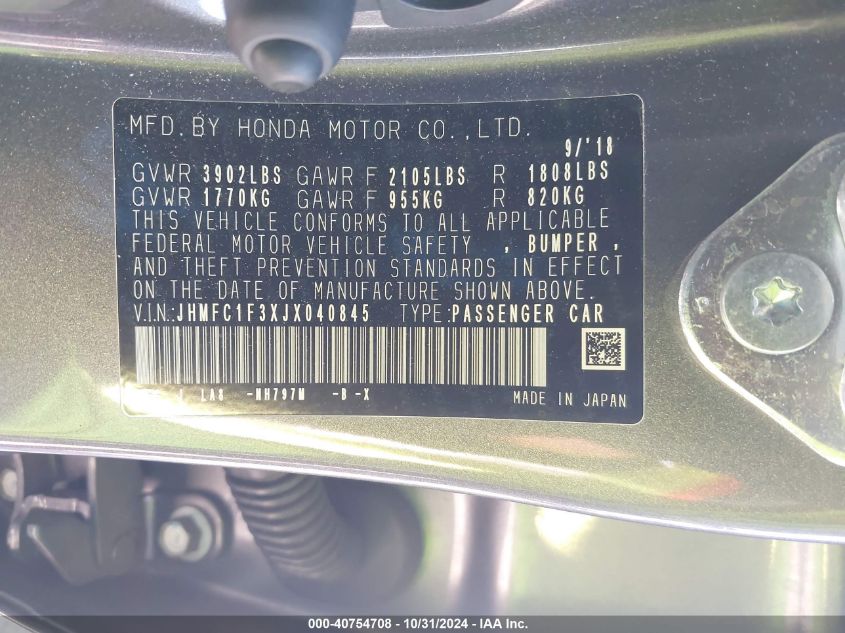 MFD. BY HONDA MOTOR CO., LTD.
9/'18
GVWR 3902LBS GAWR F 2105LBS R 1808LBS
GVWR 1770KG GAWR F 955KG R 820KG
THIS VEHICLE CONFORMS TO ALL APPLICABLE
FEDERAL MOTOR VEHICLE SAFETY , BUMPER ,
AND THEFT PREVENTION STANDARDS IN EFFECT
ON THE DATE OF MANUFACTURE SHOWN ABOVE.
V.I.N.:JHMFC1F3XJX040845 TYPE:PASSENGER CAR
-NH797M -B -X
MADE IN JAPAN
000-40754708 - 10/31/2024 - IAA Inc.